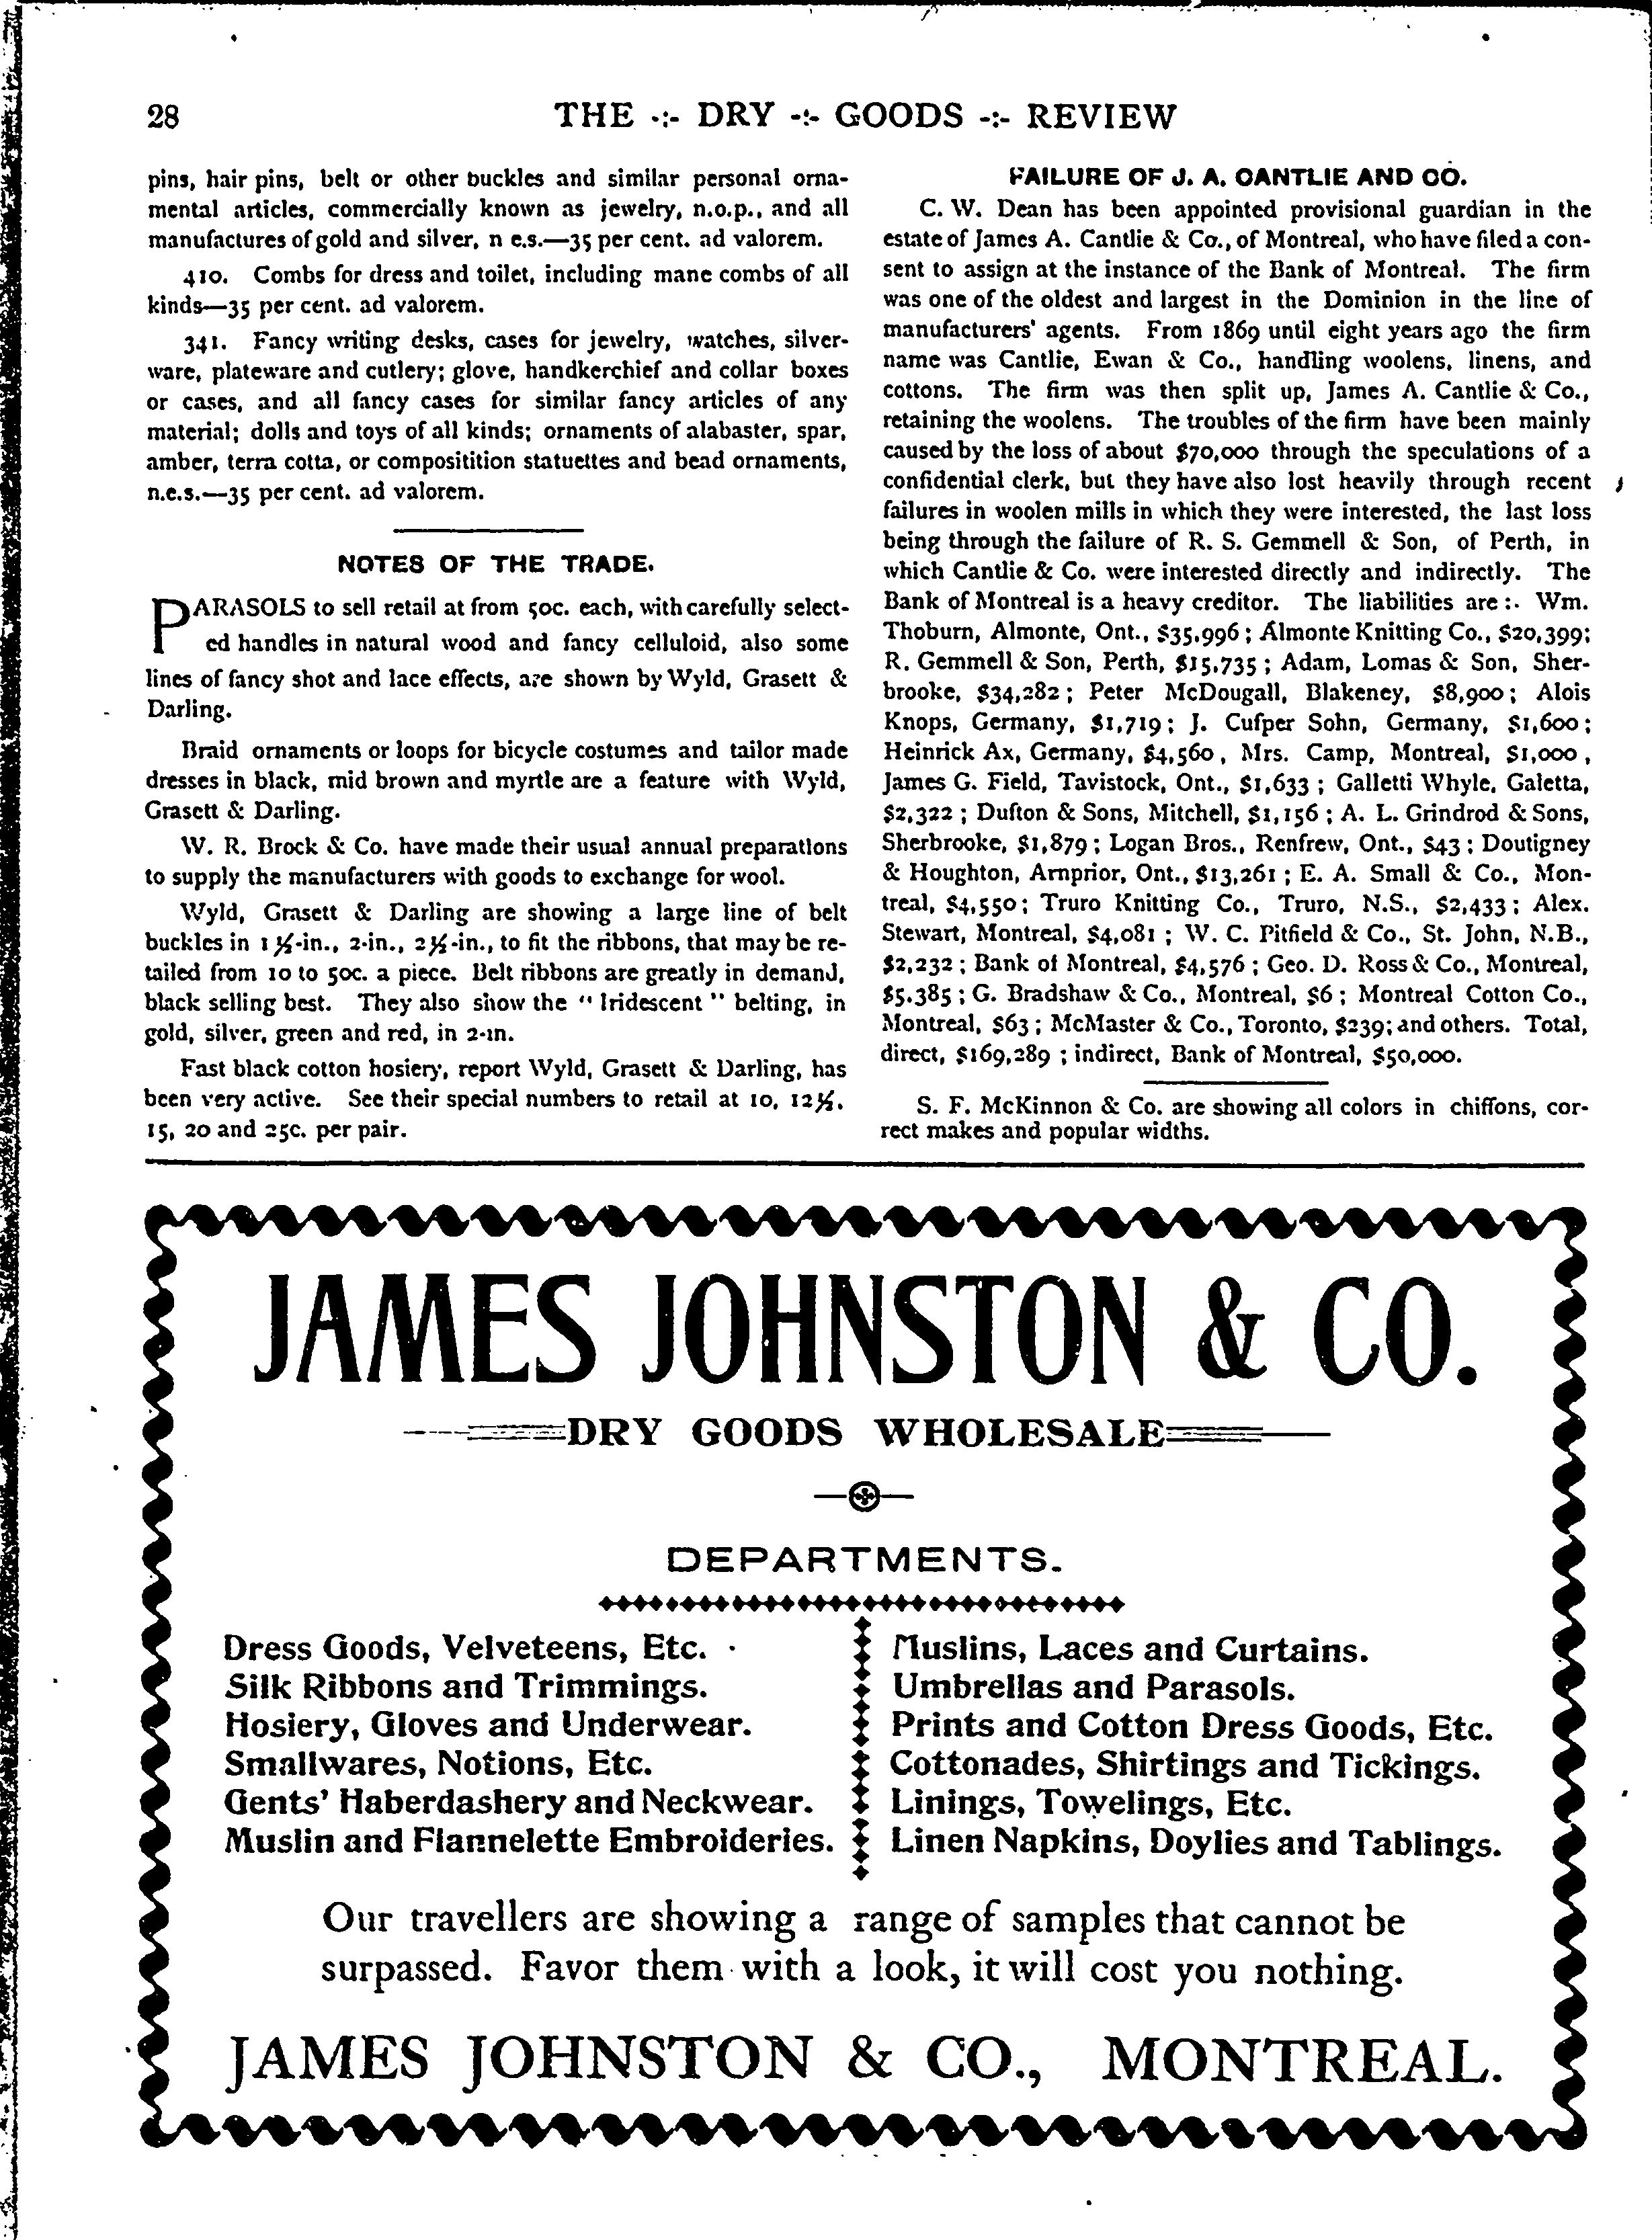 28
THE -:- DRY -:- GOODS -:- REVIEW
pins, hair pins, belt or other buckles and similar personal orna-
mental articles, commercially known as jewelry, n.o.p., and all
manufactures of gold and silver, n e.s.—35 per cent. ad valorem.
410. Combs for dress and toilet, including mane combs of all
kinds—35 per cent. ad valorem.
341. Fancy writing desks, cases for jewelry, watches, silver-
ware, plateware and cutlery; glove, handkerchief and collar boxes
or cases, and all fancy cases for similar fancy articles of any
material; dolls and toys of all kinds; ornaments of alabaster, spar,
amber, terra cotta, or compositition statuettes and bead ornaments,
n.e.s.—35 per cent. ad valorem.
NOTES OF THE TRADE.
PARASOLS to sell retail at from 50c. each, with carefully select-
ed handles in natural wood and fancy celluloid, also some
lines of fancy shot and lace effects, are shown by Wyld, Grasett &
Darling.
Braid ornaments or loops for bicycle costumes and tailor made
dresses in black, mid brown and myrtle are a feature with Wyld,
Grasett & Darling.
W. R. Brock & Co. have made their usual annual preparations
to supply the manufacturers with goods to exchange for wool.
Wyld, Grasett & Darling are showing a large line of belt
buckles in 1½-in., 2-in., 2½-in., to fit the ribbons, that may be re-
tailed from 10 to 50c. a piece. Belt ribbons are greatly in demand,
black selling best. They also show the "Iridescent" belting, in
gold, silver, green and red, in 2-in.
Fast black cotton hosiery, report Wyld, Grasett & Darling, has
been very active. See their special numbers to retail at 10, 12½,
15, 20 and 25c. per pair.
FAILURE OF J. A. CANTLIE AND CO.
C. W. Dean has been appointed provisional guardian in the
estate of James A. Cantlie & Co., of Montreal, who have filed a con-
sent to assign at the instance of the Bank of Montreal. The firm
was one of the oldest and largest in the Dominion in the line of
manufacturers' agents. From 1869 until eight years ago the firm
name was Cantlie, Ewan & Co., handling woolens, linens, and
cottons. The firm was then split up, James A. Cantlie & Co.,
retaining the woolens. The troubles of the firm have been mainly
caused by the loss of about $70,000 through the speculations of a
confidential clerk, but they have also lost heavily through recent
failures in woolen mills in which they were interested, the last loss
being through the failure of R. S. Gemmell & Son, of Perth, in
which Cantlie & Co. were interested directly and indirectly. The
Bank of Montreal is a heavy creditor. The liabilities are: Wm.
Thoburn, Almonte, Ont., $35,996; Almonte Knitting Co., $20,399;
R. Gemmell & Son, Perth, $15,735; Adam, Lomas & Son, Sher-
brooke, $34,282; Peter McDougall, Blakeney, $8,900; Alois
Knops, Germany, $1,719; J. Cufper Sohn, Germany, $1,600;
Heinrick Ax, Germany, $4,560, Mrs. Camp, Montreal, $1,000,
James G. Field, Tavistock, Ont., $1,633; Galletti Whyle, Galetta,
$2,322; Dufton & Sons, Mitchell, $1,156; A. L. Grindrod & Sons,
Sherbrooke, $1,879; Logan Bros., Renfrew, Ont., $43; Doutigney
& Houghton, Arnprior, Ont., $13,261; E. A. Small & Co., Mon-
treal, $4,550; Truro Knitting Co., Truro, N.S., $2,433; Alex.
Stewart, Montreal, $4,081; W. C. Pitfield & Co., St. John, N.B.,
$2,232; Bank of Montreal, $4,576; Geo. D. Ross & Co., Montreal,
$5.385; G. Bradshaw & Co., Montreal, $6; Montreal Cotton Co.,
Montreal, $63; McMaster & Co., Toronto, $239; and others. Total,
direct, $169,289; indirect, Bank of Montreal, $50,000.
S. F. McKinnon & Co. are showing all colors in chiffons, cor-
rect makes and popular widths.
JAMES JOHNSTON & CO.
DRY GOODS WHOLESALE
DEPARTMENTS.
Dress Goods, Velveteens, Etc.
Silk Ribbons and Trimmings.
Hosiery, Gloves and Underwear.
Smallwares, Notions, Etc.
Gents' Haberdashery and Neckwear.
Muslin and Flannelette Embroideries.
Muslins, Laces and Curtains.
Umbrellas and Parasols.
Prints and Cotton Dress Goods, Etc.
Cottonades, Shirtings and Tickings.
Linings, Towelings, Etc.
Linen Napkins, Doylies and Tablings.
Our travellers are showing a range of samples that cannot be
surpassed. Favor them with a look, it will cost you nothing.
JAMES JOHNSTON & CO., MONTREAL.